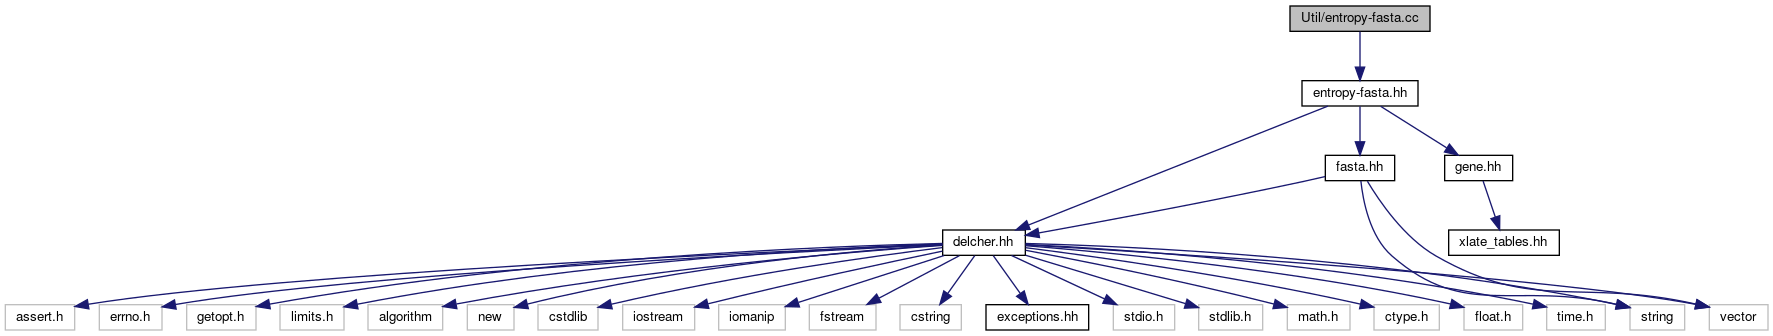 Util/entropy-fasta.cc
entropy-fasta.hh
fasta.hh
gene.hh
delcher.hh
xlate_tables.hh
assert.h
errno.h
getopt.h
limits.h
algorithm
new
cstdlib
iostream
iomanip
fstream
cstring
exceptions.hh
stdio.h
stdlib.h
math.h
ctype.h
float.h
time.h
string
vector